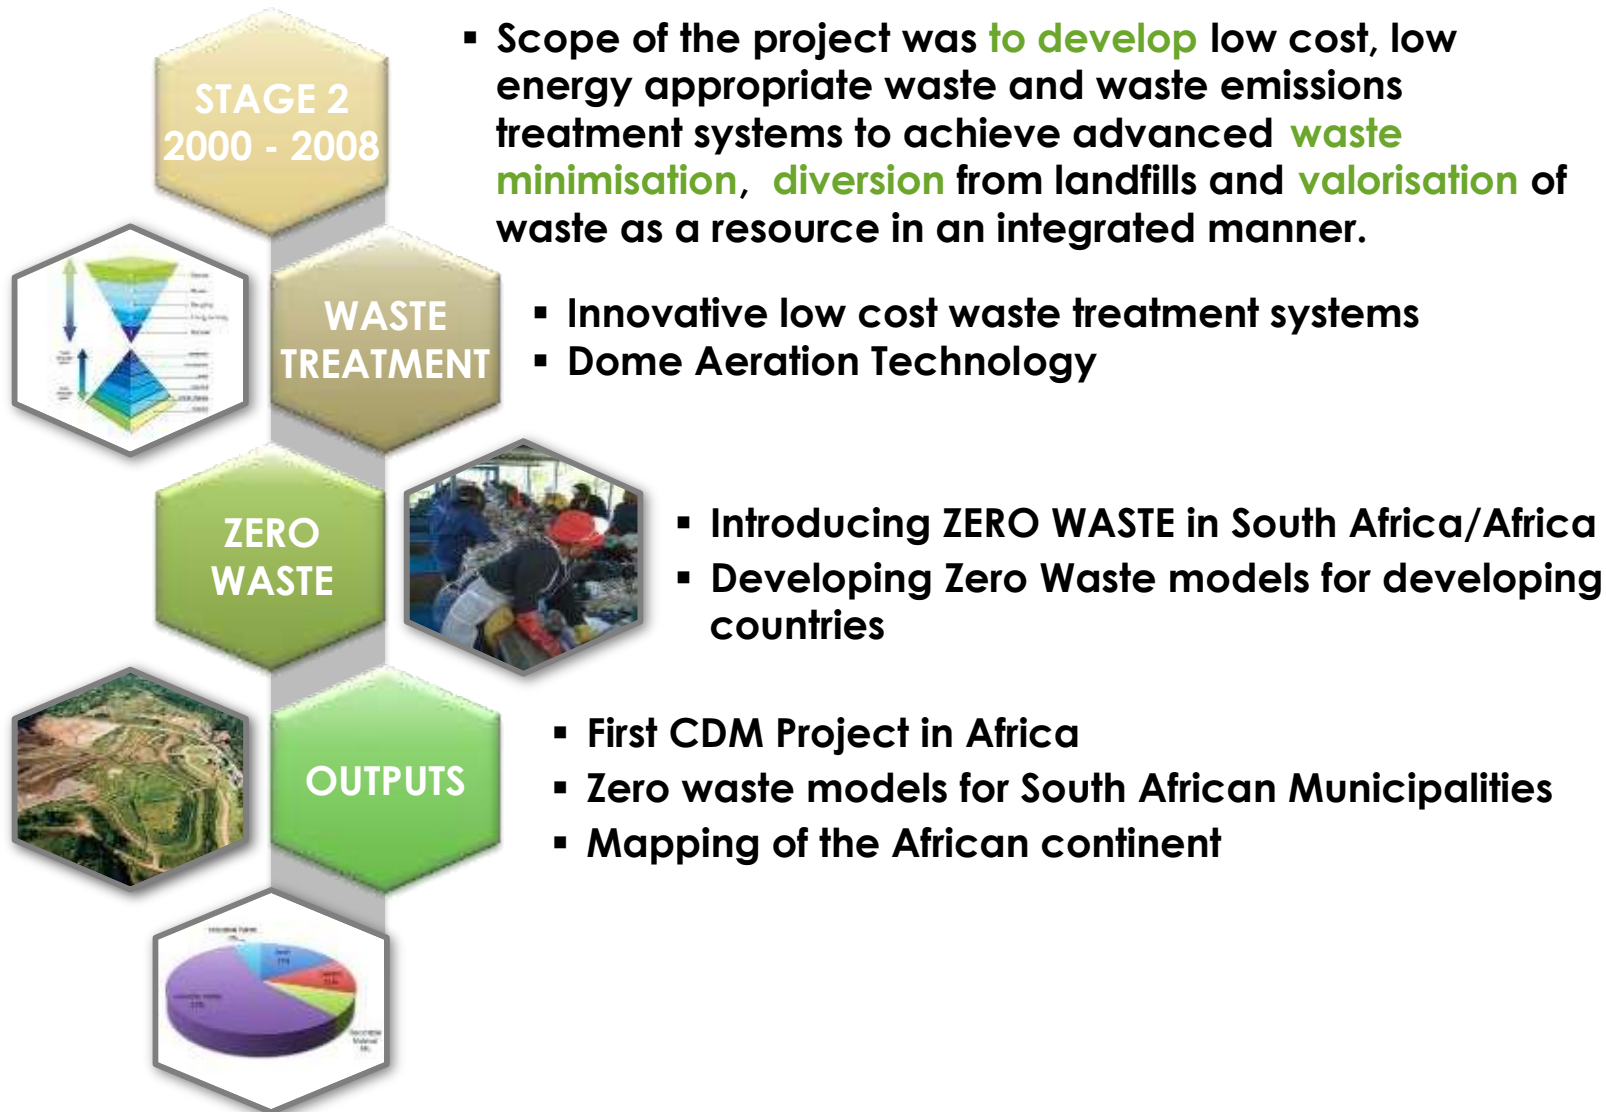 STAGE 2
2000 - 2008
▪ Scope of the project was to develop low cost, low
energy appropriate waste and waste emissions
treatment systems to achieve advanced waste
minimisation, diversion from landfills and valorisation of
waste as a resource in an integrated manner.
WASTE
TREATMENT
▪ Innovative low cost waste treatment systems
▪ Dome Aeration Technology
ZERO
WASTE
▪ Introducing ZERO WASTE in South Africa/Africa
▪ Developing Zero Waste models for developing
countries
OUTPUTS
▪ First CDM Project in Africa
▪ Zero waste models for South African Municipalities
▪ Mapping of the African continent